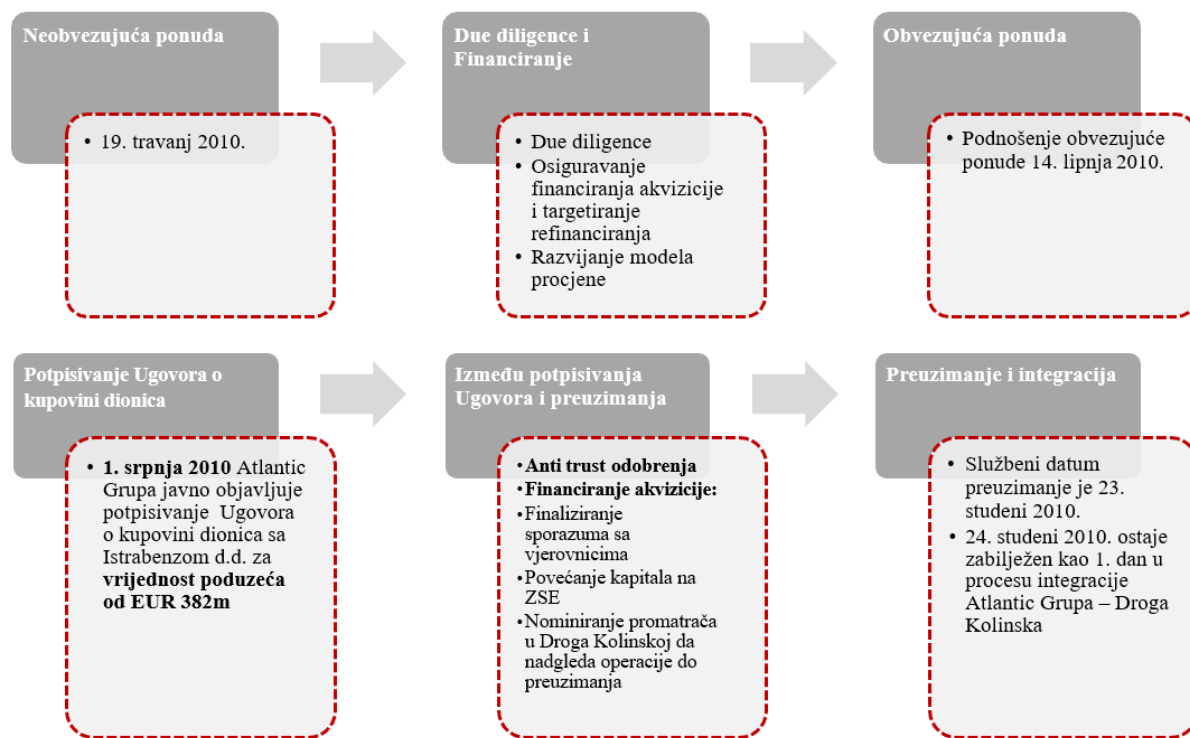 Neobvezujuća ponuda
• 19. travanj 2010.
Due diligence i
Financiranje
• Due diligence
• Osiguravanje
financiranja akvizicije
i targetiranje
refinanciranja
• Razvijanje modela
procjene
Obvezujuća ponuda
• Podnošenje obvezujuće
ponude 14. lipnja 2010.
Potpisivanje Ugovora o
kupovini dionica
• 1. srpnja 2010 Atlantic
Grupa javno objavljuje
potpisivanje Ugovora
o kupovini dionica sa
Istrabenzom d.d. za
vrijednost poduzeća
od EUR 382m
Između potpisivanja
Ugovora i preuzimanja
•Anti trust odobrenja
•Financiranje akvizicije:
•Finaliziranje
sporazuma sa
vjerovnicima
•Povećanje kapitala na
ZSE
•Nominiranje promatrača
u Droga Kolinskoj da
nadgleda operacije do
preuzimanja
Preuzimanje i integracija
• Službeni datum
preuzimanje je 23.
studeni 2010.
• 24. studeni 2010. ostaje
zabilježen kao 1. dan u
procesu integracije
Atlantic Grupa – Droga
Kolinska